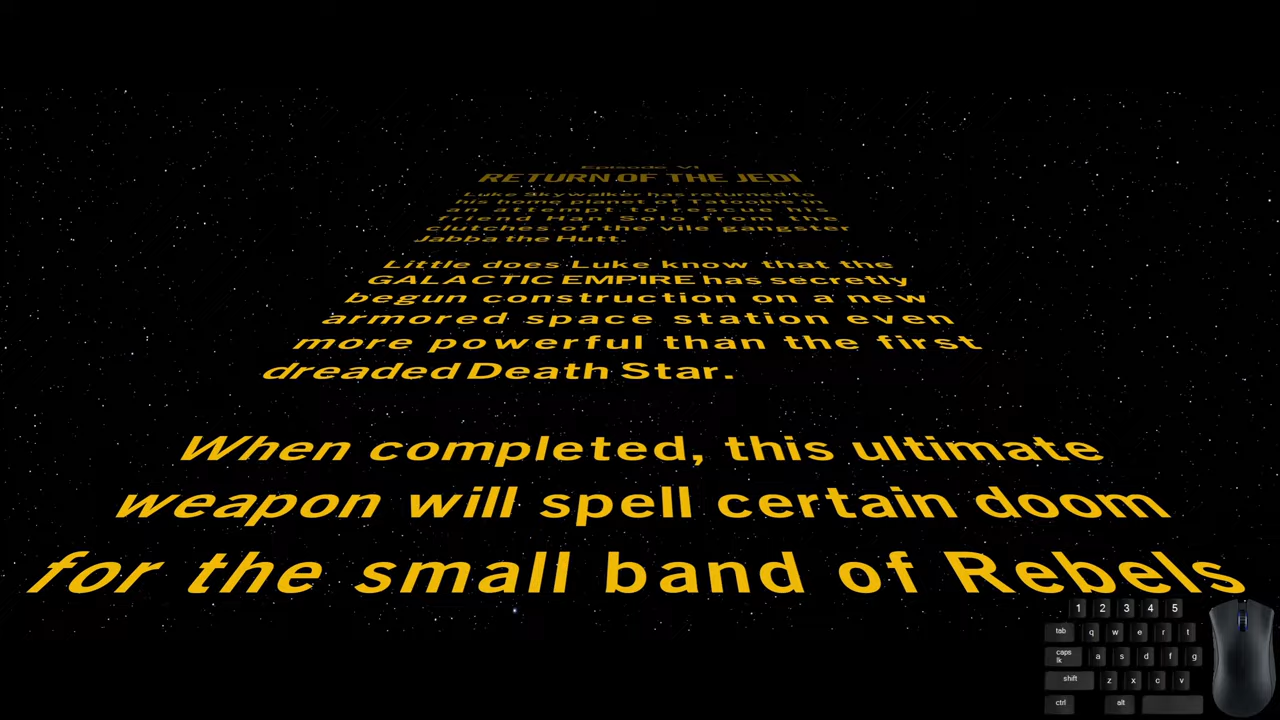 Episode VI
RETURN OF THE JEDI
Luke Skywalker has returned to
his home planet of Tatooine in
an attempt to rescue his
friend Han Solo from the
clutches of the vile gangster
Jabba the Hutt.
Little does Luke know that the
GALACTIC EMPIRE has secretly
begun construction on a new
armored space station even
more powerful than the first
dreaded Death Star.
When completed, this ultimate
weapon will spell certain doom
for the small band of Rebels
1 2 3 4 5
tab q w e r t
caps lk a s d f g
shift z x c v
ctrl alt